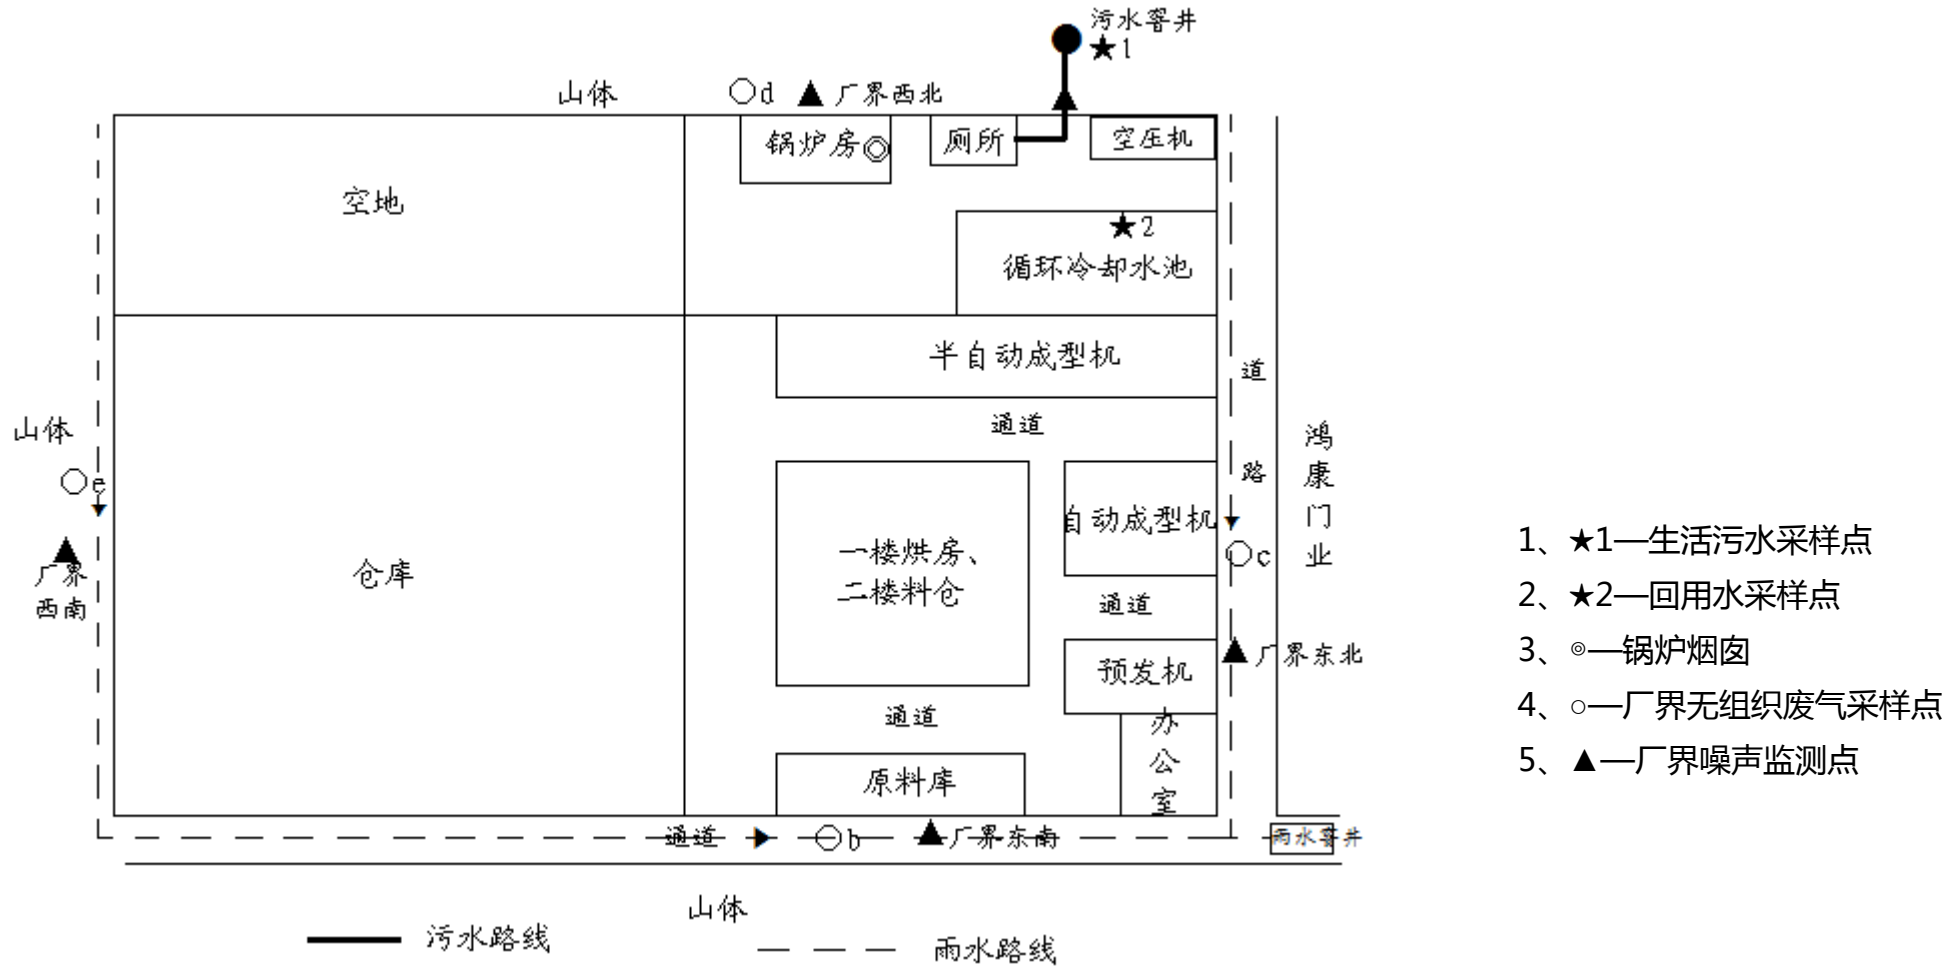 污水窨井
★1
山体
○d ▲ 厂界西北
锅炉房◎
厕所
空压机
空地
★2
循环冷却水池
半自动成型机
道
路
通道
山体
○e
鸿
康
门
业
自动成型机
○c
一楼烘房、
二楼料仓
仓库
▲
厂界
西南
通道
▲ 厂界东北
预发机
通道
办
公
室
原料库
通道
○b
▲厂界东南
雨水窨井
山体
污水路线
雨水路线
1、★1—生活污水采样点
2、★2—回用水采样点
3、◎—锅炉烟囱
4、○—厂界无组织废气采样点
5、▲—厂界噪声监测点